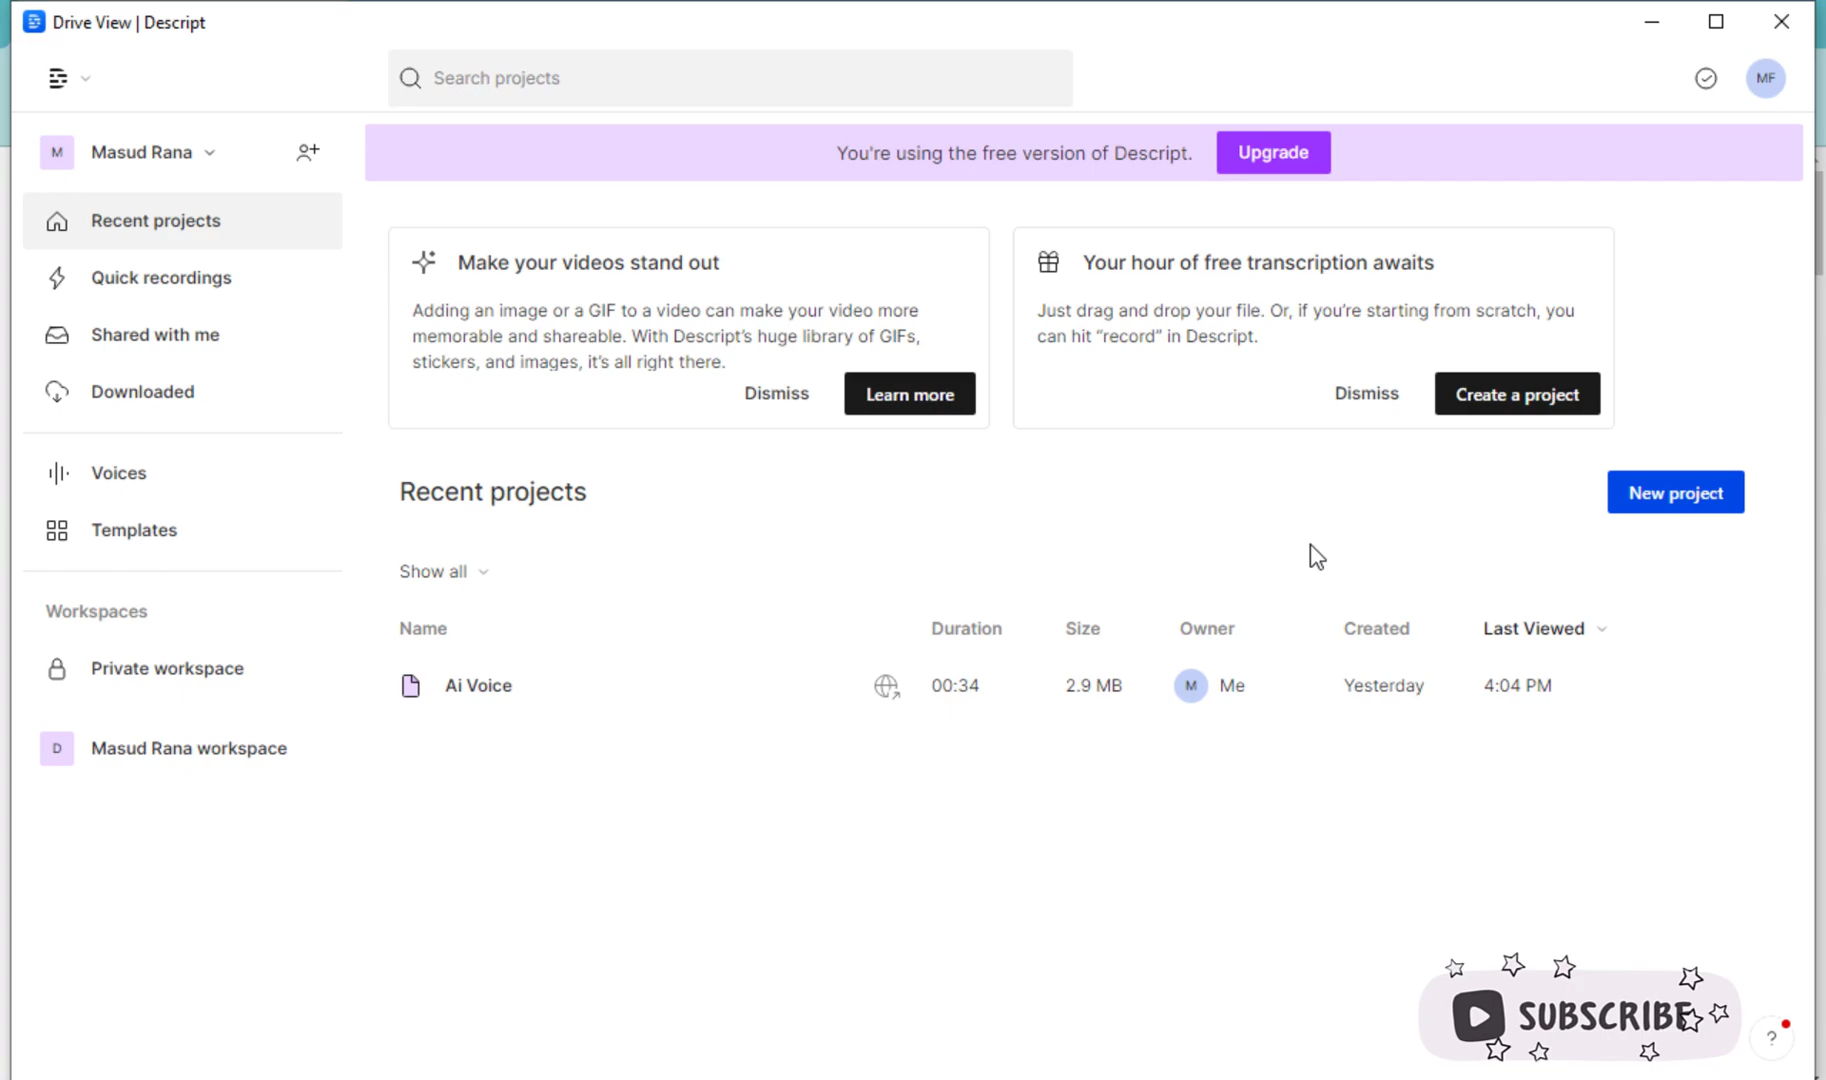 Drive View | Descript
Search projects
MF
M Masud Rana
You're using the free version of Descript. Upgrade
Recent projects
Quick recordings
Shared with me
Downloaded
Voices
Templates
Workspaces
Private workspace
D Masud Rana workspace
Make your videos stand out
Adding an image or a GIF to a video can make your video more
memorable and shareable. With Descript's huge library of GIFs,
stickers, and images, it's all right there.
Dismiss Learn more
Your hour of free transcription awaits
Just drag and drop your file. Or, if you're starting from scratch, you
can hit “record” in Descript.
Dismiss Create a project
Recent projects
New project
Show all
Name Duration Size Owner Created Last Viewed
Ai Voice 00:34 2.9 MB M Me Yesterday 4:04 PM
SUBSCRIBE
?